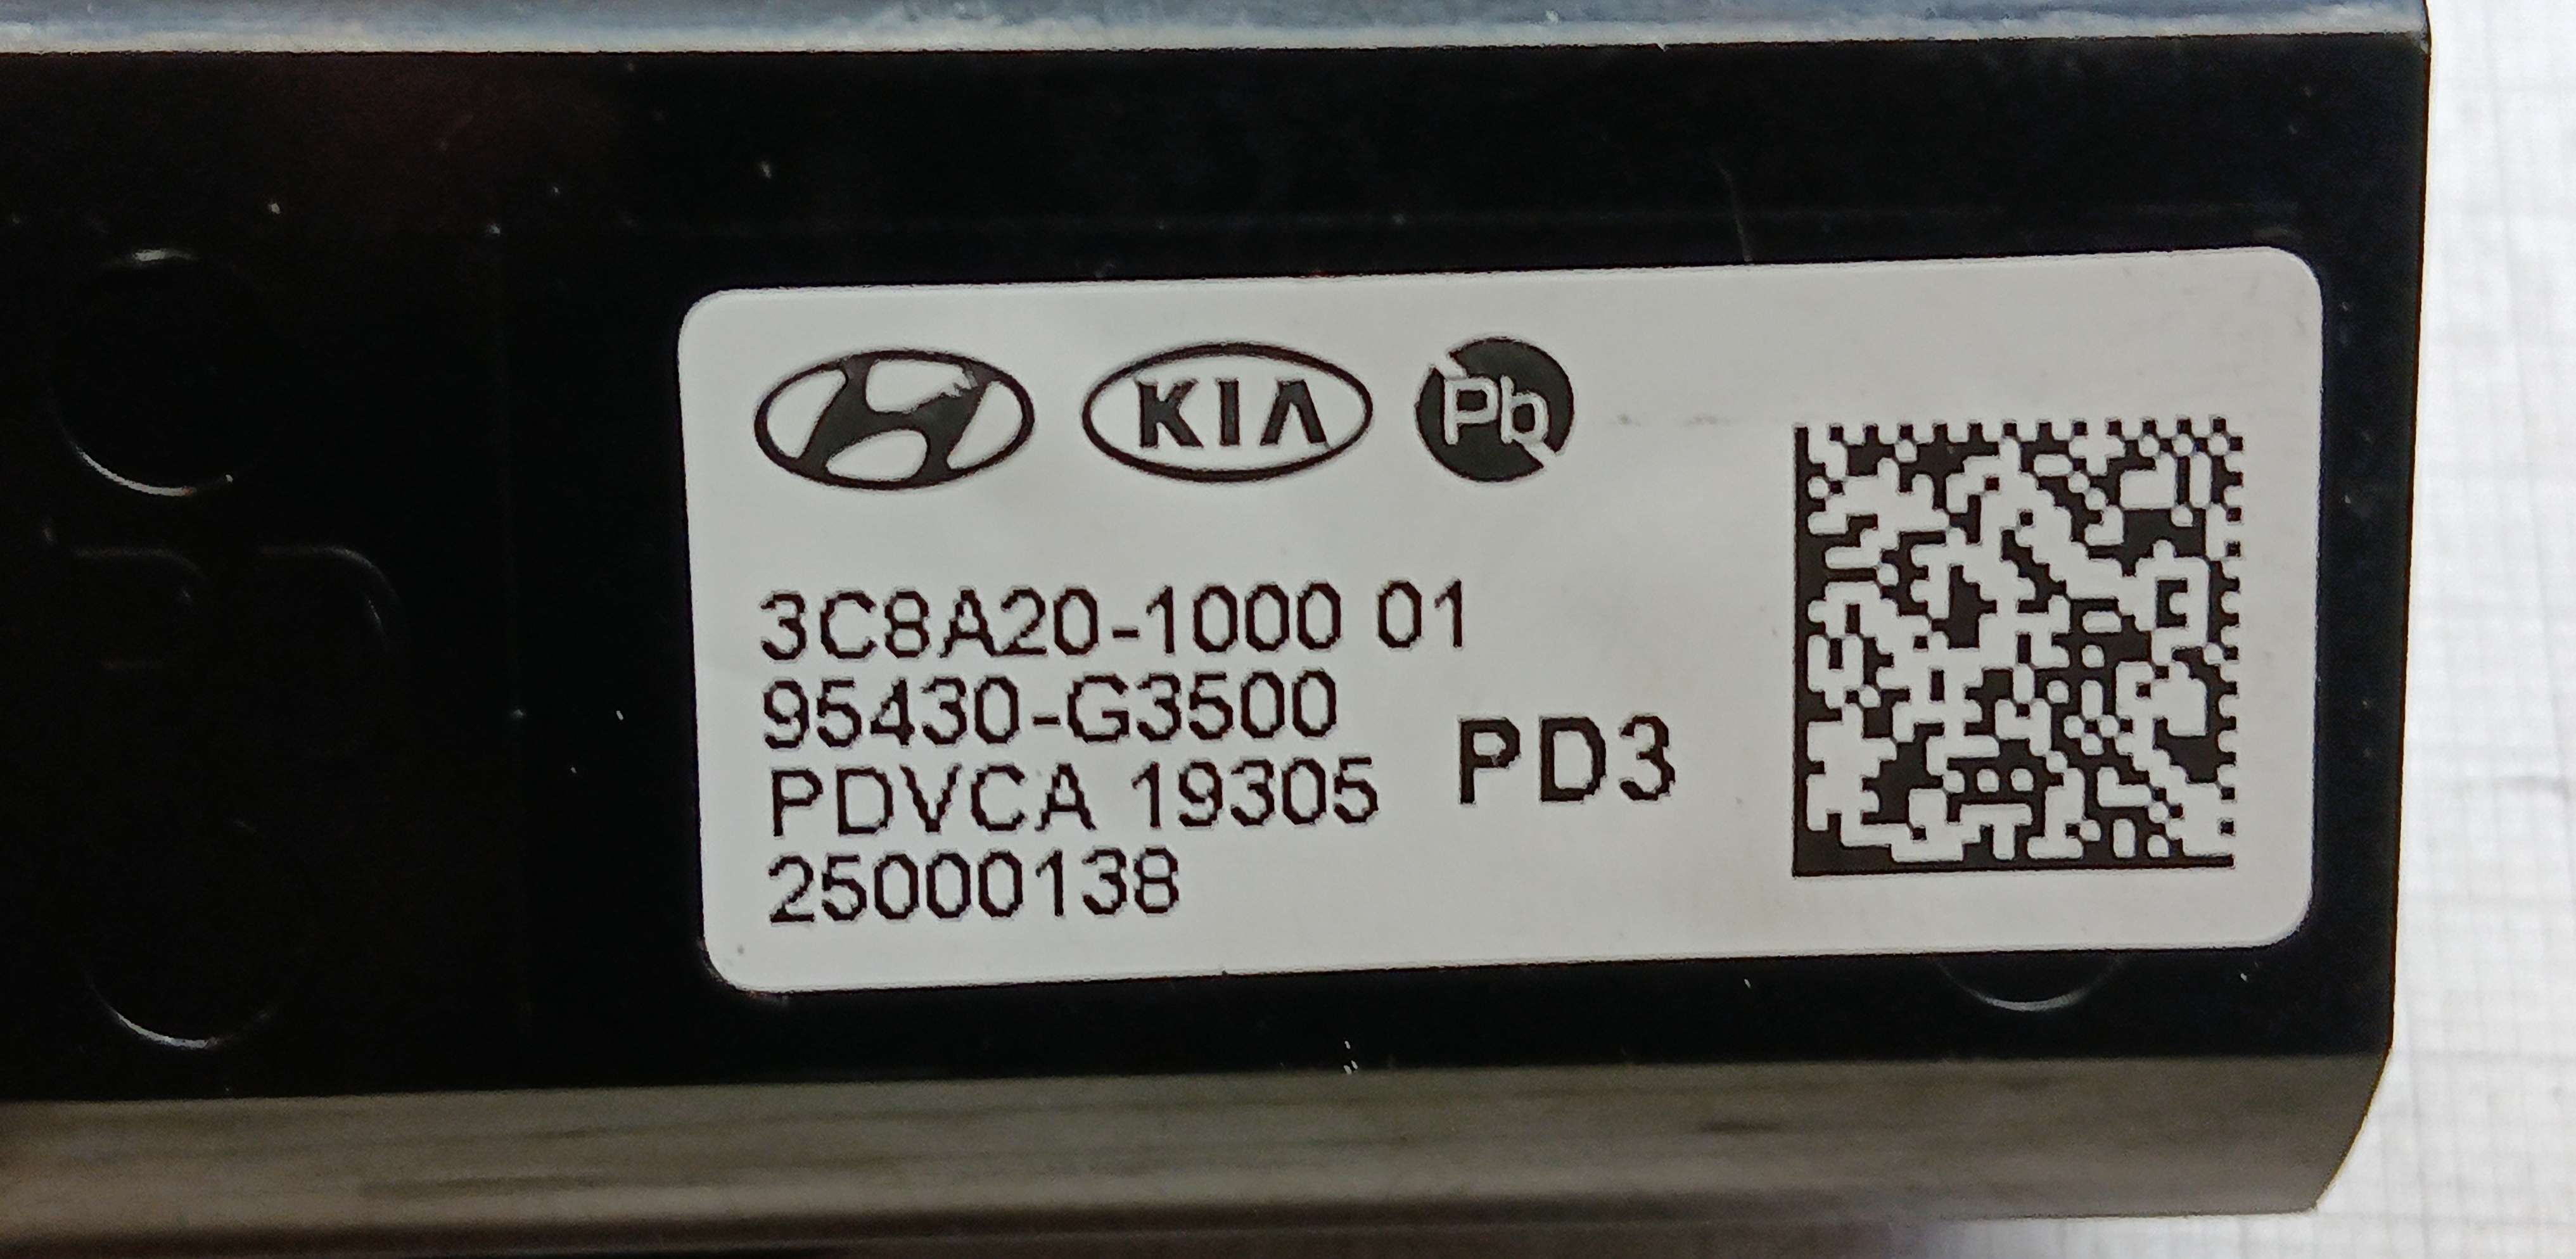 KIA Pb
3C8A20-1000 01
95430-G3500
PDVCA 19305 PD3
25000138